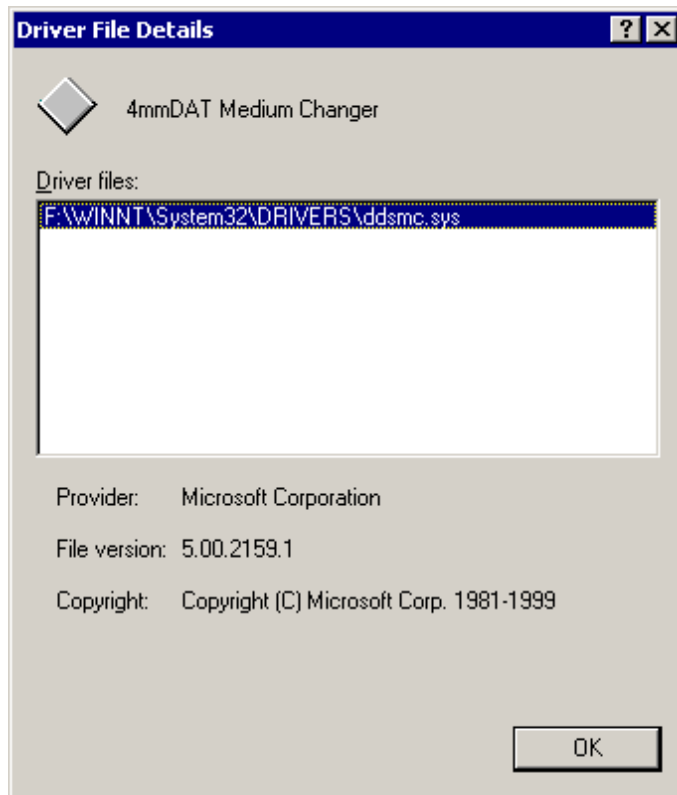 Driver File Details
4mmDAT Medium Changer
Driver files:
F:\WINNT\System32\DRIVERS\ddsmc.sys
Provider: Microsoft Corporation
File version: 5.00.2159.1
Copyright: Copyright (C) Microsoft Corp. 1981-1999
OK